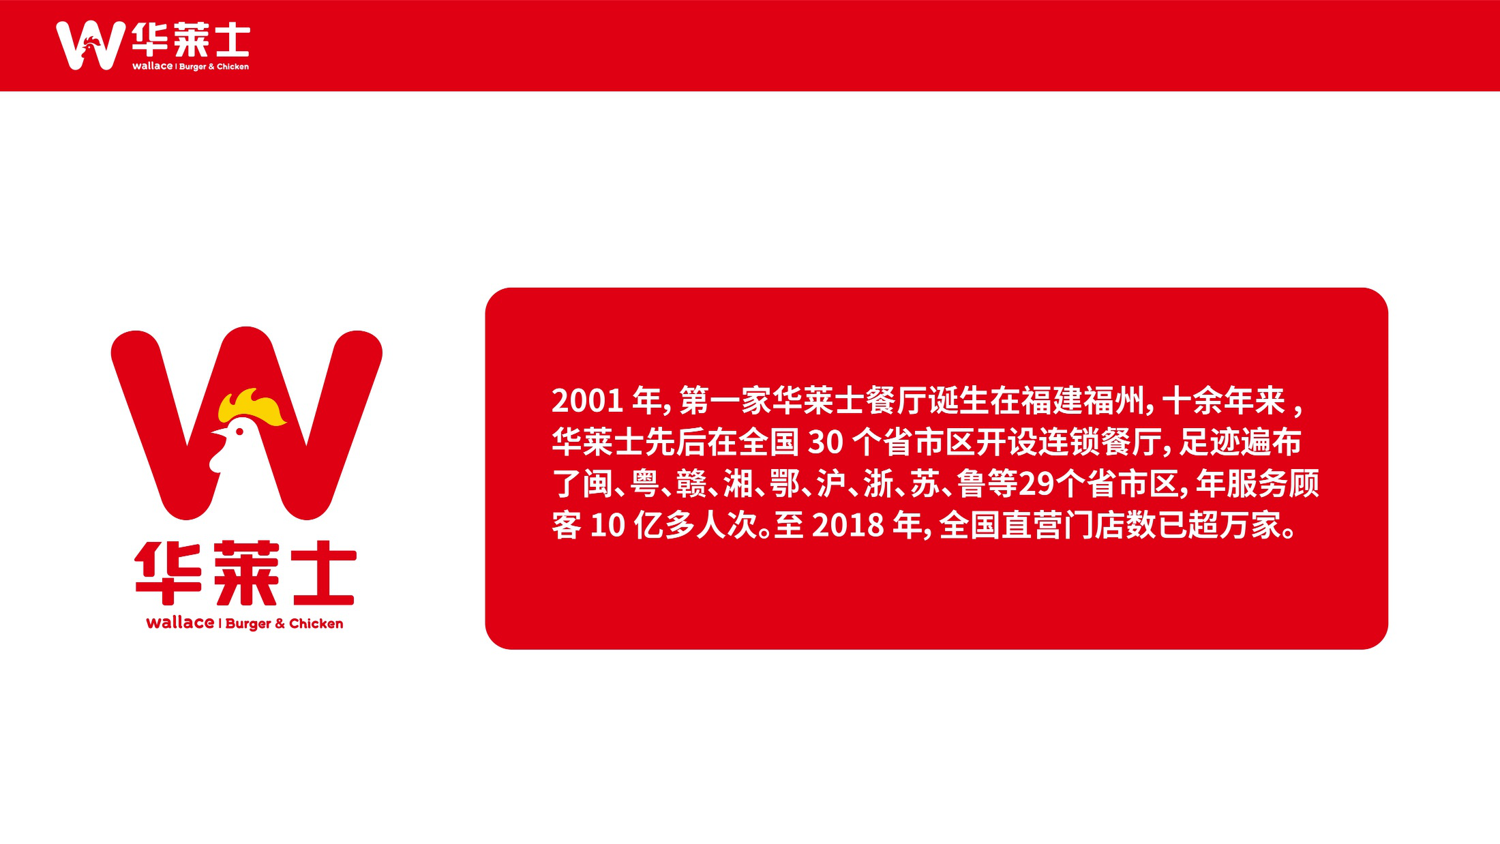 华莱士
wallace | Burger & Chicken
2001 年，第一家华莱士餐厅诞生在福建福州，十余年来，
华莱士先后在全国 30 个省市区开设连锁餐厅，足迹遍布
了闽、粤、赣、湘、鄂、沪、浙、苏、鲁等29个省市区，年服务顾
客 10 亿多人次。至 2018 年，全国直营门店数已超万家。
华莱士
wallace | Burger & Chicken